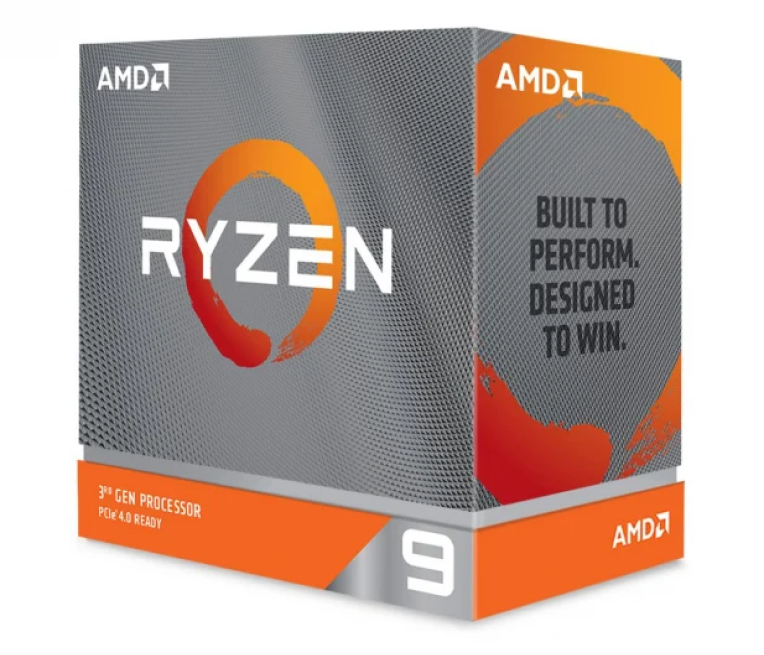 AMD
RYZEN
3RD GEN PROCESSOR
PCIe® 4.0 READY
9
AMD
BUILT TO
PERFORM.
DESIGNED
TO WIN.
AMD